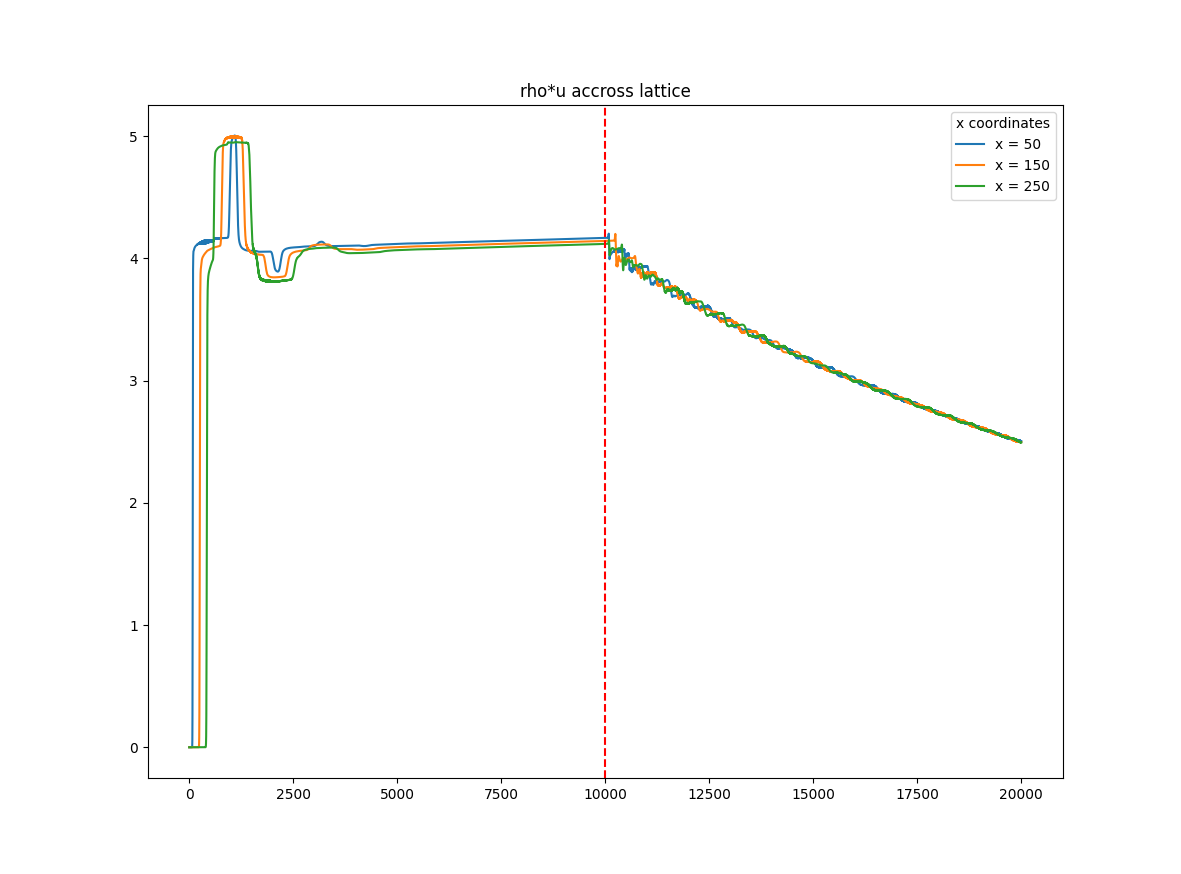 rho*u accross lattice
x coordinates
x = 50
x = 150
x = 250
5
4
3
2
1
0
0 2500 5000 7500 10000 12500 15000 17500 20000